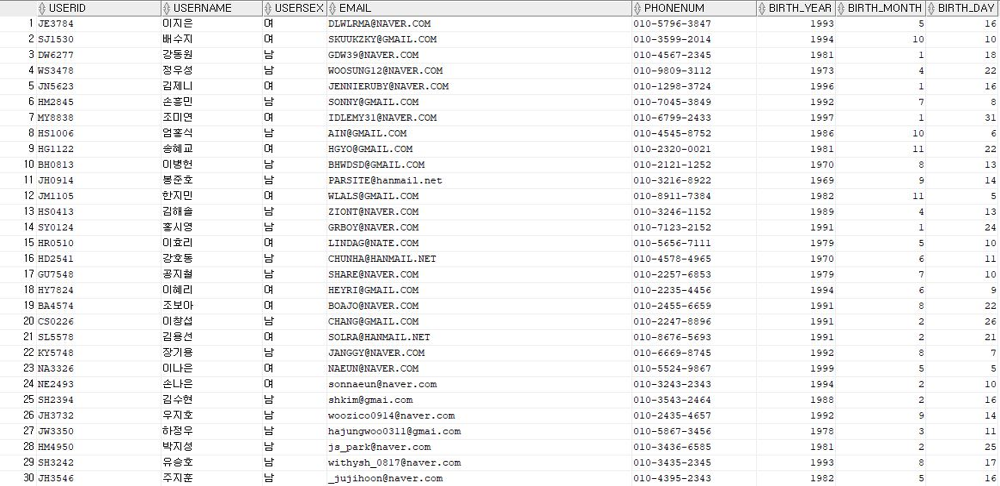 USERID USERNAME USERSEX EMAIL PHONENUM BIRTH_YEAR BIRTH_MONTH BIRTH_DAY
1 JE3784 이지은 여 DLWLRMA@NAVER.COM 010-5796-3847 1993 5 16
2 SJ1530 배수지 여 SKUUKZKY@GMAIL.COM 010-3599-2014 1994 10 10
3 DW6277 강동원 남 GDW39@NAVER.COM 010-4567-2345 1981 1 18
4 WS3478 정우성 남 WOOSUNG12@NAVER.COM 010-9809-3112 1973 4 22
5 JN5623 김제니 여 JENNIERUBY@NAVER.COM 010-1298-3724 1996 1 16
6 HM2845 손흥민 남 SONNY@GMAIL.COM 010-7045-3849 1992 7 8
7 MY8838 조미연 여 IDLEMY31@NAVER.COM 010-6799-2433 1997 1 31
8 HS1006 엄홍식 남 AIN@GMAIL.COM 010-4545-8752 1986 10 6
9 HG1122 송혜교 여 HGYO@GMAIL.COM 010-2320-0021 1981 11 22
10 BH0813 이병헌 남 BHWDSD@GMAIL.COM 010-2121-1252 1970 8 13
11 JH0914 봉준호 남 PARSITE@hanmail.net 010-3216-8922 1969 9 14
12 JM1105 한지민 여 WLALS@GMAIL.COM 010-8911-7384 1982 11 5
13 HS0413 김해솔 남 ZIONT@NAVER.COM 010-3246-1152 1989 4 13
14 SY0124 홍시영 남 GRBOY@NAVER.COM 010-7123-2152 1991 1 24
15 HR0510 이효리 여 LINDAG@NATE.COM 010-5656-7111 1979 5 10
16 HD2541 강호동 남 CHUNHA@HANMAIL.NET 010-4578-4965 1970 6 11
17 GU7548 공지철 남 SHARE@NAVER.COM 010-2257-6853 1979 7 10
18 HY7824 이혜리 여 HEYRI@GMAIL.COM 010-2235-4456 1994 6 9
19 BA4574 조보아 여 BOAJO@NAVER.COM 010-2455-6659 1991 8 22
20 CS0226 이창섭 남 CHANG@GMAIL.COM 010-2247-8896 1991 2 26
21 SL5578 김용선 여 SOLRA@HANMAIL.NET 010-8676-5693 1991 2 21
22 KY5748 장기용 남 JANGGY@NAVER.COM 010-6669-8745 1992 8 7
23 NA3326 이나은 여 NAEUN@NAVER.COM 010-5524-9867 1999 5 5
24 NE2493 손나은 여 sonnaeun@naver.com 010-3243-2343 1994 2 10
25 SH2394 김수현 남 shkim@gmai.com 010-3543-2464 1988 2 16
26 JH3732 우지호 남 woozico0914@naver.com 010-2435-4657 1992 9 14
27 JW3350 하정우 남 hajungwoo0311@gmai.com 010-5867-3456 1978 3 11
28 HM4950 박지성 남 js_park@naver.com 010-3436-6585 1981 2 25
29 SH3242 유승호 남 withysh_0817@naver.com 010-3435-2345 1993 8 17
30 JH3546 주지훈 남 _jujihoon@naver.com 010-4395-2343 1982 5 16